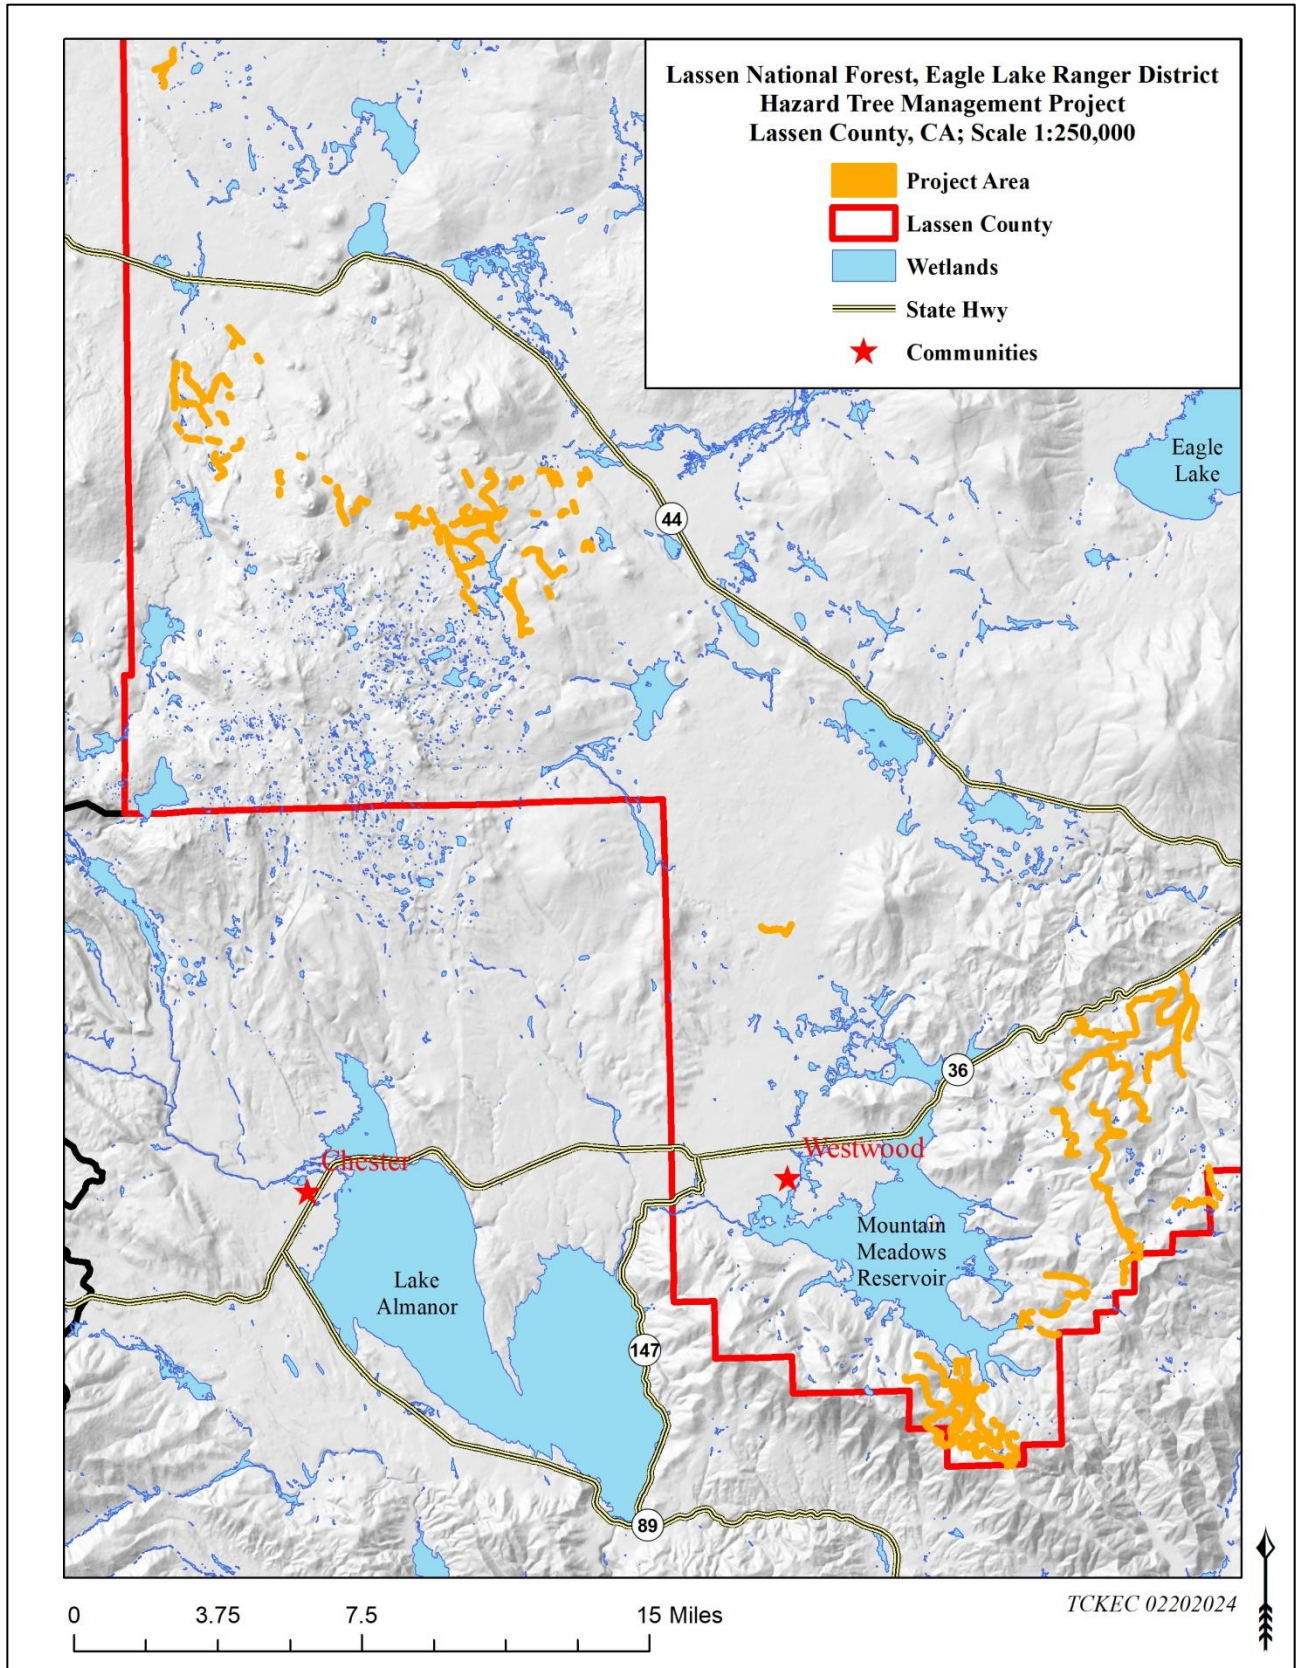 Lassen National Forest, Eagle Lake Ranger District
Hazard Tree Management Project
Lassen County, CA; Scale 1:250,000
Project Area
Lassen County
Wetlands
State Hwy
Communities
Eagle
Lake
44
36
Chester
Westwood
Mountain
Meadows
Reservoir
Lake
Almanor
147
89
TCKEC 02202024
0 3.75 7.5 15 Miles